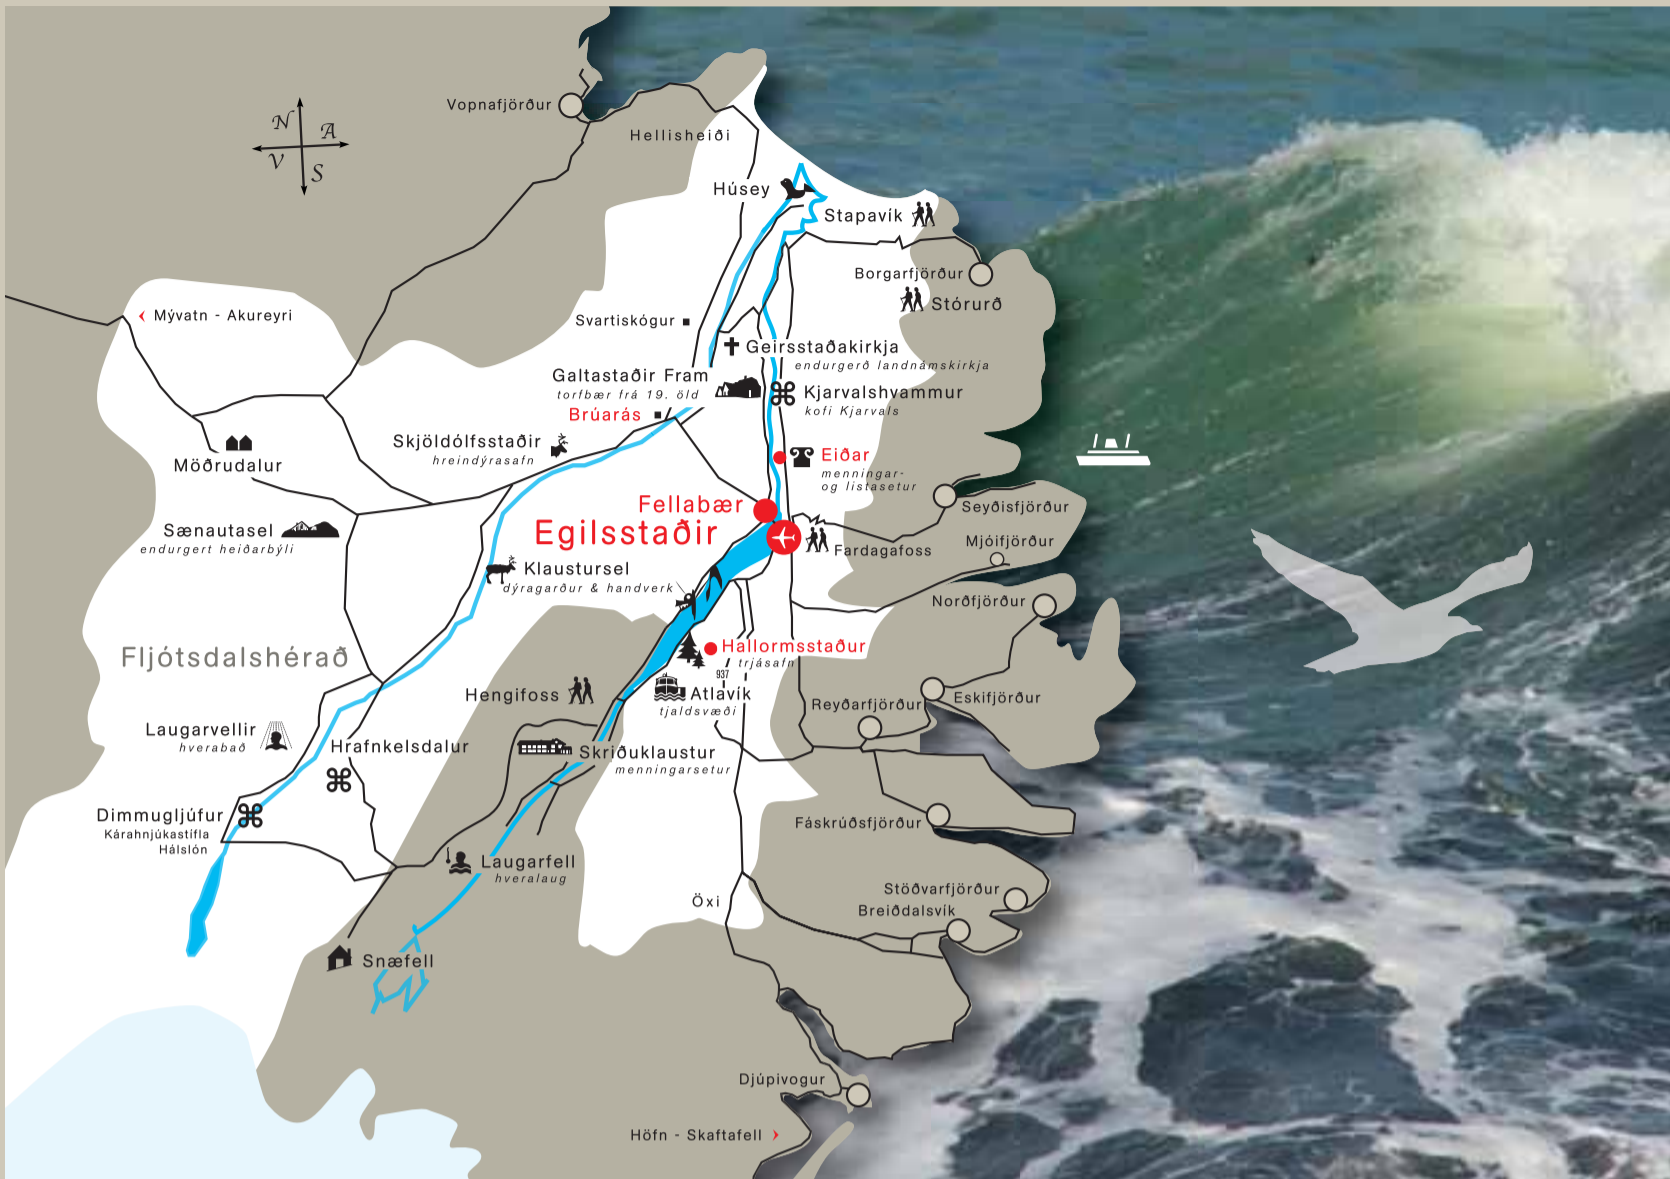 Vopnafjörður
Hellisheiði
N
A
V
S
Húsey
Stapavík
Borgarfjörður
Stórurð
Mývatn - Akureyri
Svartiskógur
Geirsstaðakirkja
endurgerð landnámskirkja
Galtastaðir Fram
torfbær frá 19. öld
Kjarvalshvammur
kofi Kjarvals
Brúarás
Skjöldólfsstaðir
hreindýrasafn
Möðrudalur
Eiðar
menningar-
og listasetur
Fellabær
Egilsstaðir
Seyðisfjörður
Sænautasel
endurgert heiðarbýli
Fardagafoss
Mjóifjörður
Klaustursel
dýragarður & handverk
Norðfjörður
Fljótsdalshérað
Hallormsstaður
trjásafn
937
Hengifoss
Atlavík
tjaldsvæði
Reyðarfjörður
Eskifjörður
Laugarvellir
hverabað
Hrafnkelsdalur
Skriðuklaustur
menningarsetur
Dimmugljúfur
Kárahnjúkastífla
Hálslón
Fáskrúðsfjörður
Laugarfell
hveralaug
Öxi
Stöðvarfjörður
Breiðdalsvík
Snæfell
Djúpivogur
Höfn - Skaftafell